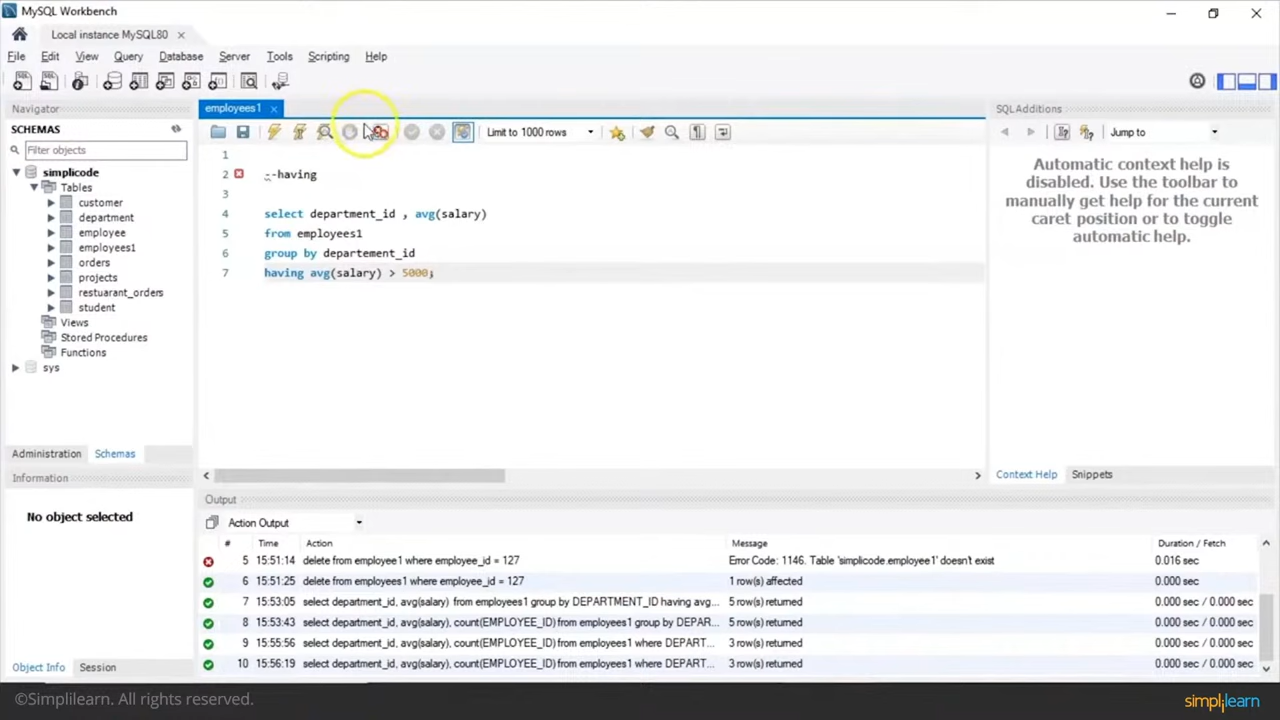 MySQL Workbench
Local instance MySQL80
File Edit View Query Database Server Tools Scripting Help
Navigator
SCHEMAS
Filter objects
simplicode
Tables
customer
department
employee
employees1
orders
projects
restuarant_orders
student
Views
Stored Procedures
Functions
sys
Administration Schemas
Information
No object selected
Object Info Session
employees1
Limit to 1000 rows
1
2 --having
3
4 select department_id , avg(salary)
5 from employees1
6 group by departement_id
7 having avg(salary) > 5000;
SQL Additions
Jump to
Automatic context help is
disabled. Use the toolbar to
manually get help for the current
caret position or to toggle
automatic help.
Context Help Snippets
Output
Action Output
# Time Action Message Duration / Fetch
5 15:51:14 delete from employee1 where employee_id = 127 Error Code: 1146. Table 'simplicode.employee1' doesn't exist 0.016 sec
6 15:51:25 delete from employees1 where employee_id = 127 1 row(s) affected 0.000 sec
7 15:53:05 select department_id, avg(salary) from employees1 group by DEPARTMENT_ID having avg... 5 row(s) returned 0.000 sec / 0.000 sec
8 15:53:43 select department_id, avg(salary), count(EMPLOYEE_ID) from employees1 group by DEPAR... 5 row(s) returned 0.000 sec / 0.000 sec
9 15:55:56 select department_id, avg(salary), count(EMPLOYEE_ID) from employees1 where DEPART... 3 row(s) returned 0.000 sec / 0.000 sec
10 15:56:19 select department_id, avg(salary), count(EMPLOYEE_ID) from employees1 where DEPART... 3 row(s) returned 0.000 sec / 0.000 sec
©Simplilearn. All rights reserved.
simplilearn